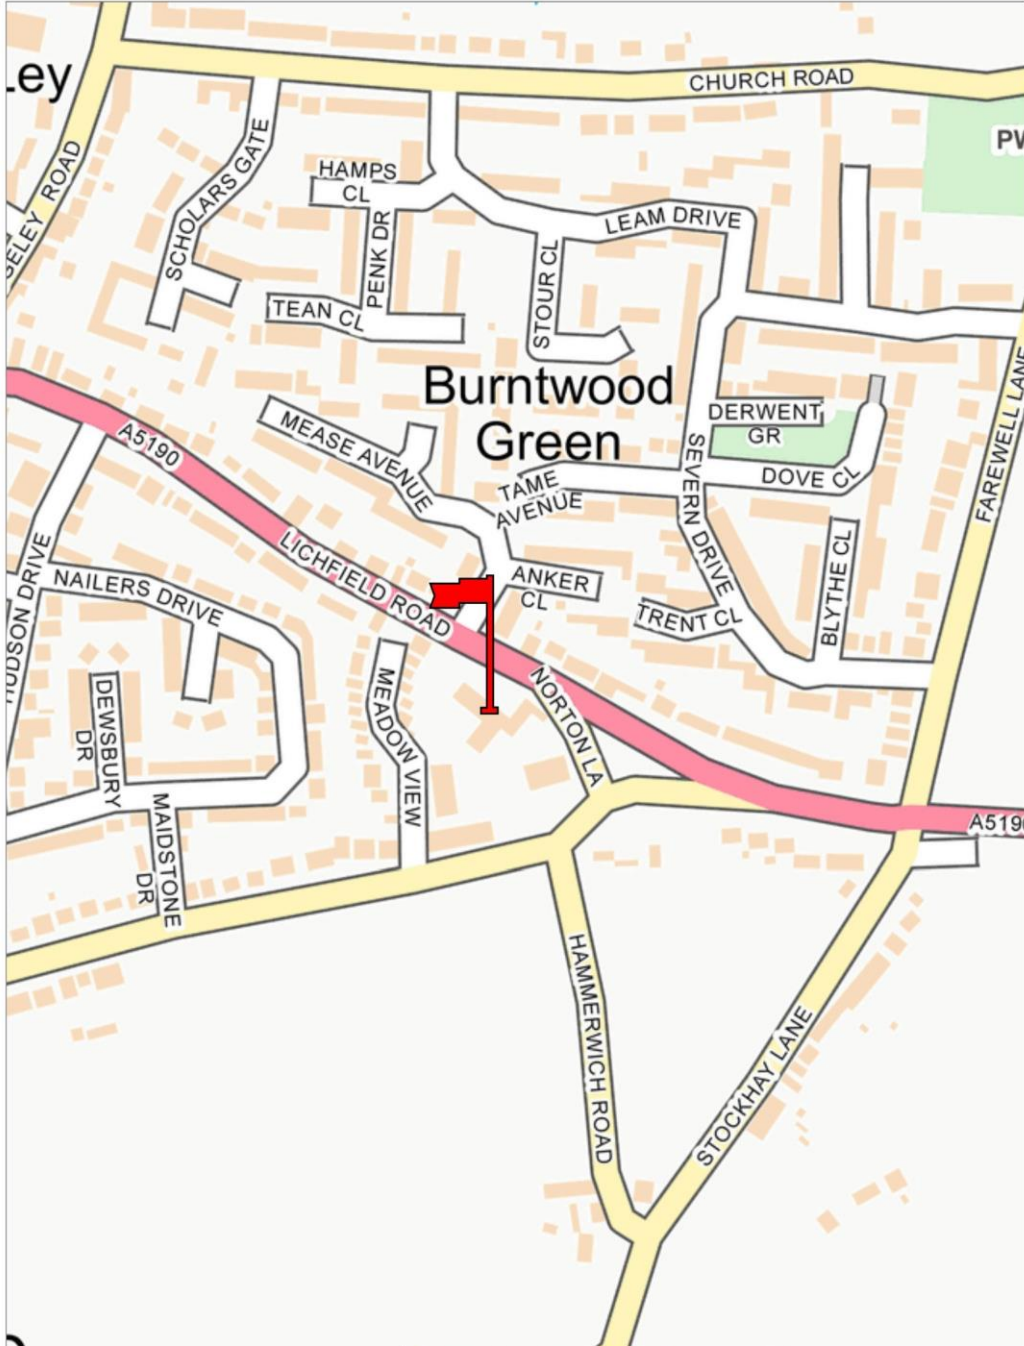 CHURCH ROAD
LEY
PW
SELEY ROAD
SCHOLARS GATE
HAMPS
CL
PENK DR
LEAM DRIVE
STOUR CL
TEAN CL
FAREWELL LANE
Burntwood
Green
DERWENT
GR
DOVE CL
SEVERN DRIVE
MEASE AVENUE
TAME
AVENUE
A5190
LICHFIELD ROAD
ANKER
CL
TRENT CL
BLYTHE CL
HUDSON DRIVE
NAILERS DRIVE
DEWSBURY
DR
MAIDSTONE
DR
MEADOW VIEW
NORTON LA
A5190
HAMMERWICH ROAD
STOCKHAY LANE